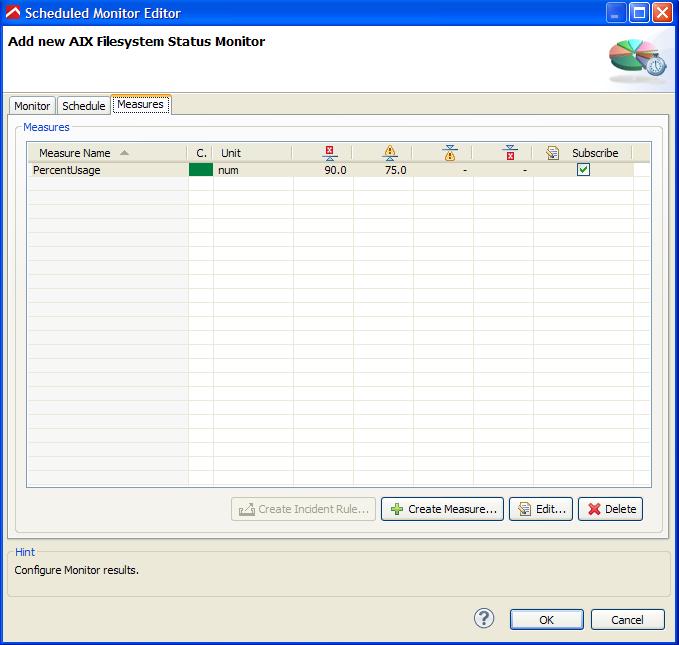 Scheduled Monitor Editor
Add new AIX Filesystem Status Monitor
Monitor Schedule Measures
Measures
Measure Name C. Unit Subscribe
PercentUsage num 90.0 75.0 - -
Create Incident Rule... Create Measure... Edit... Delete
Hint
Configure Monitor results.
? OK Cancel